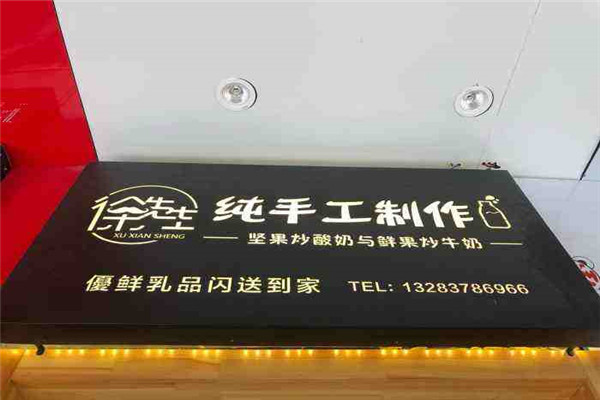 徐先生
XU XIAN SHENG
纯手工制作
坚果炒酸奶与鲜果炒牛奶
優鲜乳品闪送到家 TEL: 13283786966